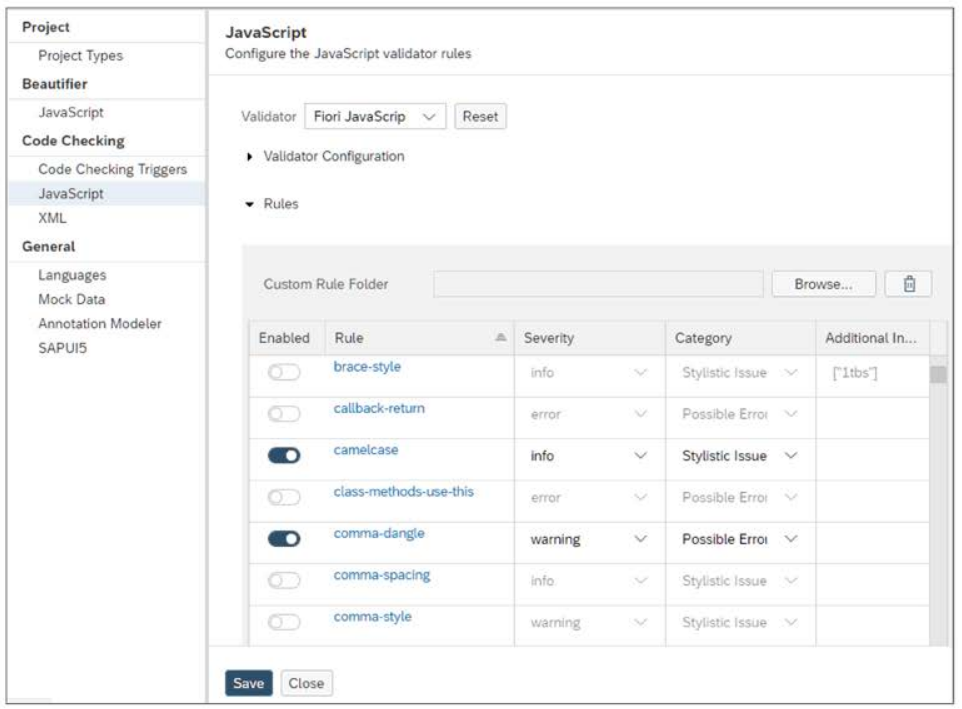 Project
Project Types
Beautifier
JavaScript
Code Checking
Code Checking Triggers
JavaScript
XML
General
Languages
Mock Data
Annotation Modeler
SAPUI5
JavaScript
Configure the JavaScript validator rules
Validator Fiori JavaScrip Reset
Validator Configuration
Rules
Custom Rule Folder Browse...
Enabled Rule Severity Category Additional In...
brace-style info Stylistic Issue ["1tbs"]
callback-return error Possible Error
camelcase info Stylistic Issue
class-methods-use-this error Possible Error
comma-dangle warning Possible Error
comma-spacing info Stylistic Issue
comma-style warning Stylistic Issue
Save Close